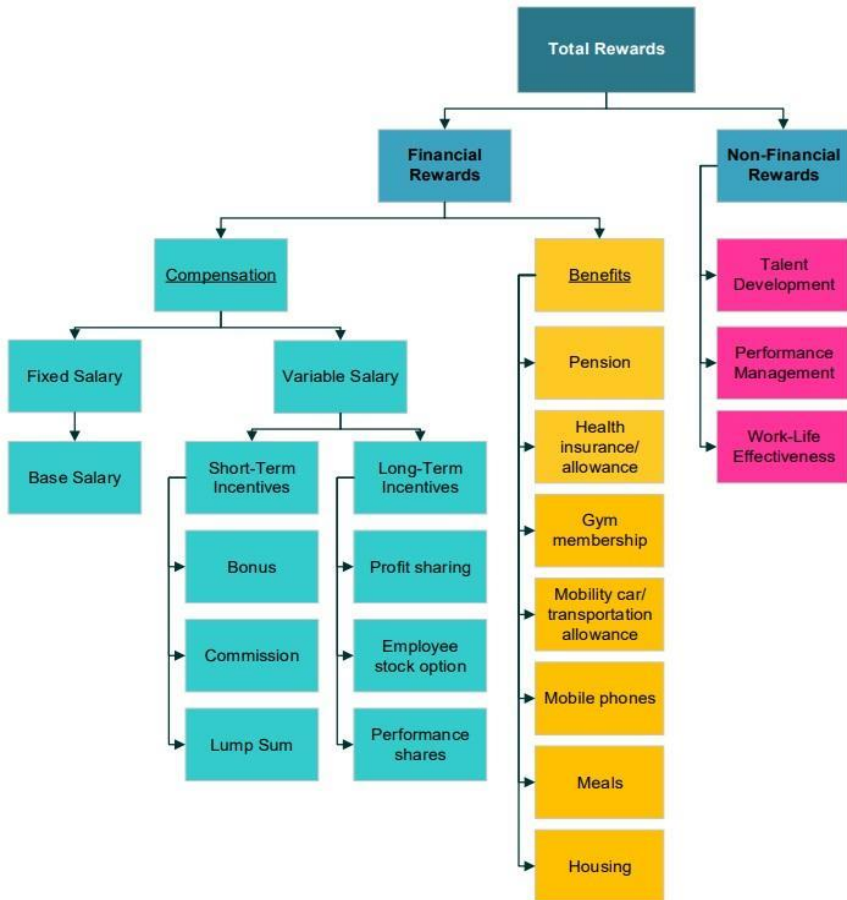 Total Rewards
Financial
Rewards
Non-Financial
Rewards
Compensation
Benefits
Talent
Development
Fixed Salary
Variable Salary
Pension
Performance
Management
Base Salary
Short-Term
Incentives
Long-Term
Incentives
Health
insurance/
allowance
Work-Life
Effectiveness
Bonus
Profit sharing
Gym
membership
Commission
Employee
stock option
Mobility car/
transportation
allowance
Lump Sum
Performance
shares
Mobile phones
Meals
Housing